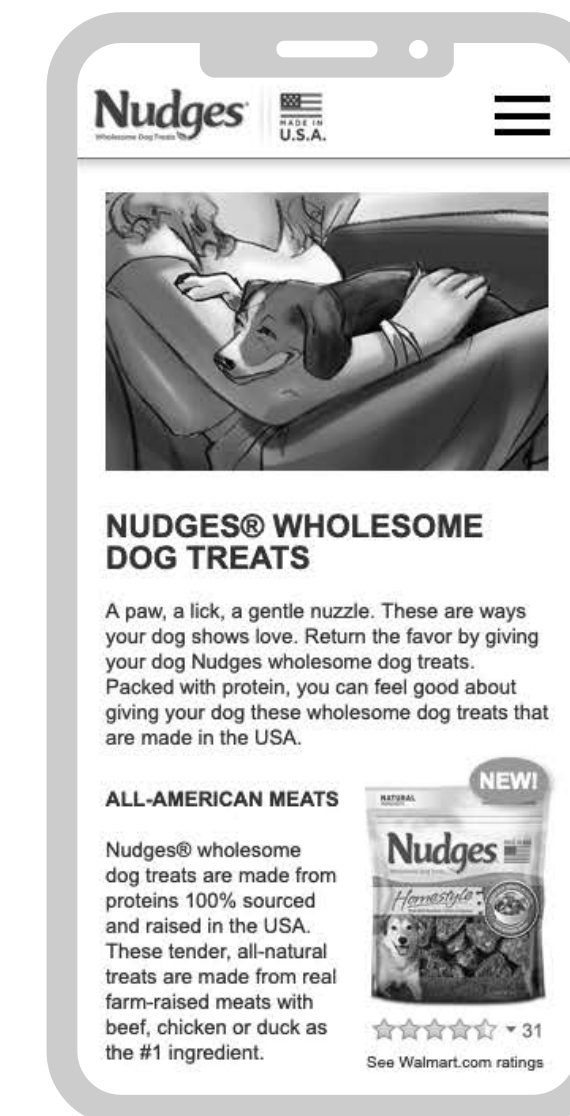 Nudges®
Wholesome Dog Treats
MADE IN
U.S.A.
NUDGES® WHOLESOME
DOG TREATS
A paw, a lick, a gentle nuzzle. These are ways
your dog shows love. Return the favor by giving
your dog Nudges wholesome dog treats.
Packed with protein, you can feel good about
giving your dog these wholesome dog treats that
are made in the USA.
ALL-AMERICAN MEATS
Nudges® wholesome
dog treats are made from
proteins 100% sourced
and raised in the USA.
These tender, all-natural
treats are made from real
farm-raised meats with
beef, chicken or duck as
the #1 ingredient.
NEW!
NATURAL
Nudges
Homestyle
31
See Walmart.com ratings